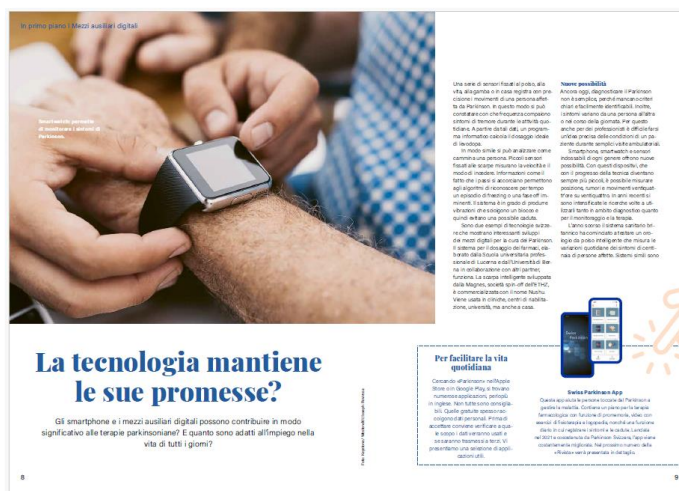 In primo piano | Mezzi ausiliari digitali
Smartwatch: permette
di monitorare i sintomi di
Parkinson.
La tecnologia mantiene
le sue promesse?
Gli smartphone e i mezzi ausiliari digitali possono contribuire in modo
significativo alle terapie parkinsoniane? E quanto sono adatti all'impiego nella
vita di tutti i giorni?
8
Una serie di sensori fissati al polso, alla
vita, alla gamba o in casa registra con pre-
cisione i movimenti di una persona affet-
ta da Parkinson. In questo modo si può
constatare con che frequenza compaiono
sintomi di tremore durante le attività quo-
tidiane. A partire da tali dati, un program-
ma informatico calcola il dosaggio ideale
di levodopa.
In modo simile si può analizzare come
cammina una persona. Piccoli sensori
fissati alle scarpe misurano la velocità e il
modo di incedere. Informazioni come il
fatto che i passi si accorciano permettono
agli algoritmi di riconoscere per tempo
un episodio di freezing o una fase off im-
minenti. Il sistema è in grado di produrre
vibrazioni che sciolgono un blocco e
quindi evitano una possibile caduta.
Sono due esempi di tecnologie svizze-
re che mostrano interessanti sviluppi
dei mezzi digitali per la cura del Parkinson.
Il sistema per il dosaggio dei farmaci, ela-
borato dalla Scuola universitaria profes-
sionale di Lucerna e dall'Università di Ber-
na in collaborazione con altri partner,
funziona. La scarpa intelligente sviluppata
dalla Magnes, società spin-off dell'ETHZ,
è commercializzata con il nome Nushu.
Viene usata in cliniche, centri di riabilita-
zione, università, ma anche a casa.
Nuove possibilità
Ancora oggi, diagnosticare il Parkinson
non è semplice, perché mancano criteri
chiari e facilmente identificabili. Inoltre,
i sintomi variano da una persona all'altra
e nel corso della giornata. Per questo
anche per dei professionisti è difficile farsi
un'idea precisa delle condizioni di un pa-
ziente durante semplici visite ambulatoriali.
Smartphone, smartwatch e sensori
indossabili di ogni genere offrono nuove
possibilità. Con questi dispositivi, che
con il progresso della tecnica diventano
sempre più piccoli, è possibile misurare
posizione, tumori e movimenti ventiquat-
tr'ore su ventiquattro. In anni recenti si
sono intensificate le ricerche volte a uti-
lizzarli tanto in ambito diagnostico quanto
per il monitoraggio e la terapia.
L'anno scorso il sistema sanitario bri-
tannico ha cominciato a testare un oro-
logio da polso intelligente che misura le
variazioni quotidiane dei sintomi di centi-
naia di persone affette. Sistemi simili sono
Per facilitare la vita
quotidiana
Cercando «Parkinson» nell'Apple
Store o in Google Play, si trovano
numerose applicazioni, perlopiù
in inglese. Non tutte sono consiglia-
bili. Quelle gratuite spesso rac-
colgono dati personali. Prima di
accettare conviene verificare a qua-
le scopo i dati verranno usati e
se saranno trasmessi a terzi. Vi
presentiamo una selezione di appli-
cazioni utili.
Swiss Parkinson App
Questa app aiuta le persone toccate dal Parkinson a
gestire la malattia. Contiene un piano per la terapia
farmacologica con funzione di promemoria, video con
esercizi di fisioterapia e logopedia, nonché una funzione
diario in cui registrare i sintomi e le cadute. Lanciata
nel 2021 e sostenuta da Parkinson Svizzera, l'app viene
costantemente migliorata. Nel prossimo numero della
«Rivista» verrà presentata in dettaglio.
9